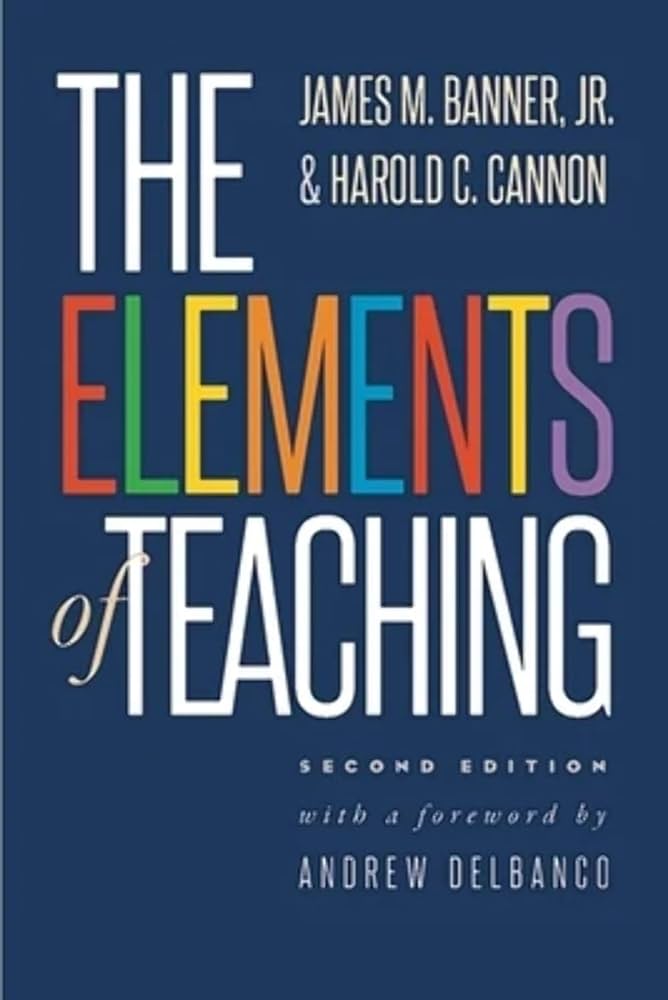 THE
JAMES M. BANNER, JR.
& HAROLD C. CANNON
ELEMENTS
of TEACHING
SECOND EDITION
with a foreword by
ANDREW DELBANCO